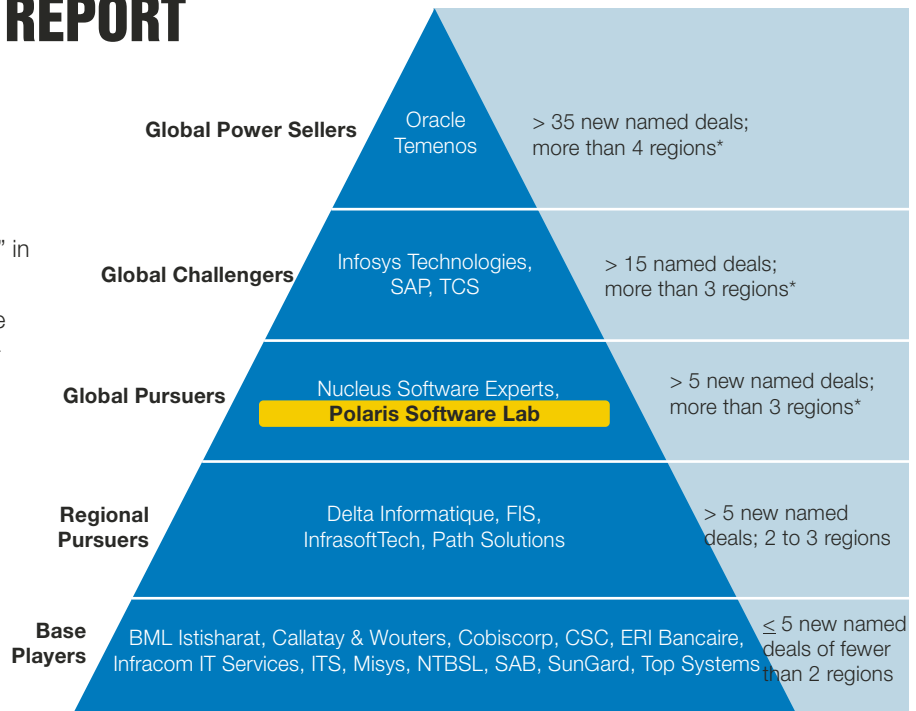 REPORT
Global Power Sellers
Oracle
Temenos
> 35 new named deals;
more than 4 regions*
” in
Global Challengers
Infosys Technologies,
SAP, TCS
> 15 named deals;
more than 3 regions*
e
Global Pursuers
Nucleus Software Experts,
Polaris Software Lab
> 5 new named deals;
more than 3 regions*
Regional
Pursuers
Delta Informatique, FIS,
InfrasoftTech, Path Solutions
> 5 new named
deals; 2 to 3 regions
Base
Players
BML Istisharat, Callatay & Wouters, Cobiscorp, CSC, ERI Bancaire,
Infracom IT Services, ITS, Misys, NTBSL, SAB, SunGard, Top Systems
≤ 5 new named
deals of fewer
than 2 regions